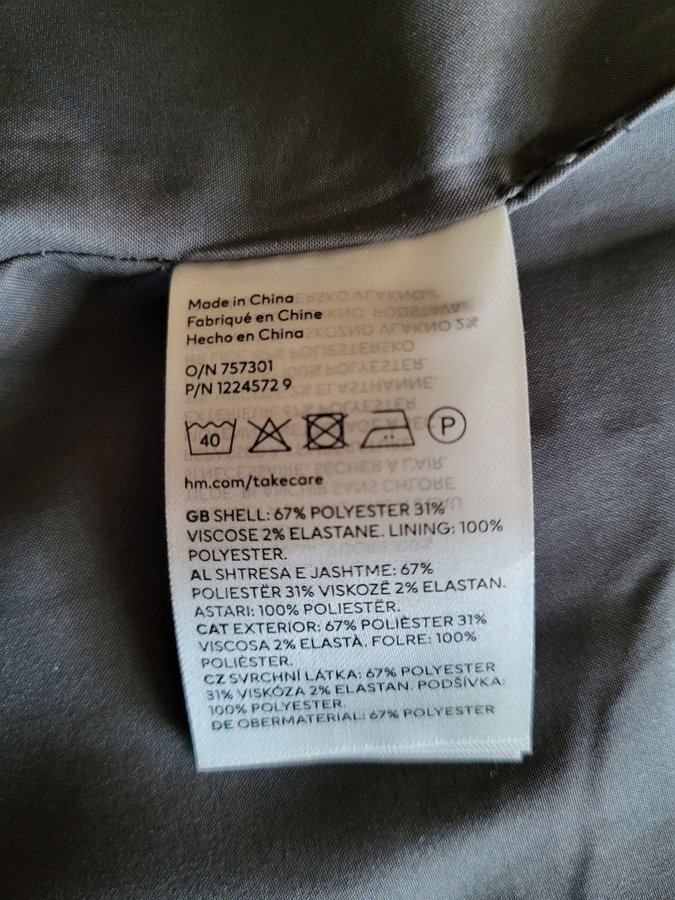 Made in China
Fabriqué en Chine
Hecho en China
O/N 757301
P/N 1224572 9
40 P
hm.com/takecare
GB SHELL: 67% POLYESTER 31%
VISCOSE 2% ELASTANE. LINING: 100%
POLYESTER.
AL SHTRESA E JASHTME: 67%
POLIESTËR 31% VISKOZË 2% ELASTAN.
ASTARI: 100% POLIESTËR.
CAT EXTERIOR: 67% POLIÈSTER 31%
VISCOSA 2% ELASTÀ. FOLRE: 100%
POLIÈSTER.
CZ SVRCHNÍ LÁTKA: 67% POLYESTER
31% VISKÓZA 2% ELASTAN. PODŠÍVKA:
100% POLYESTER.
DE OBERMATERIAL: 67% POLYESTER